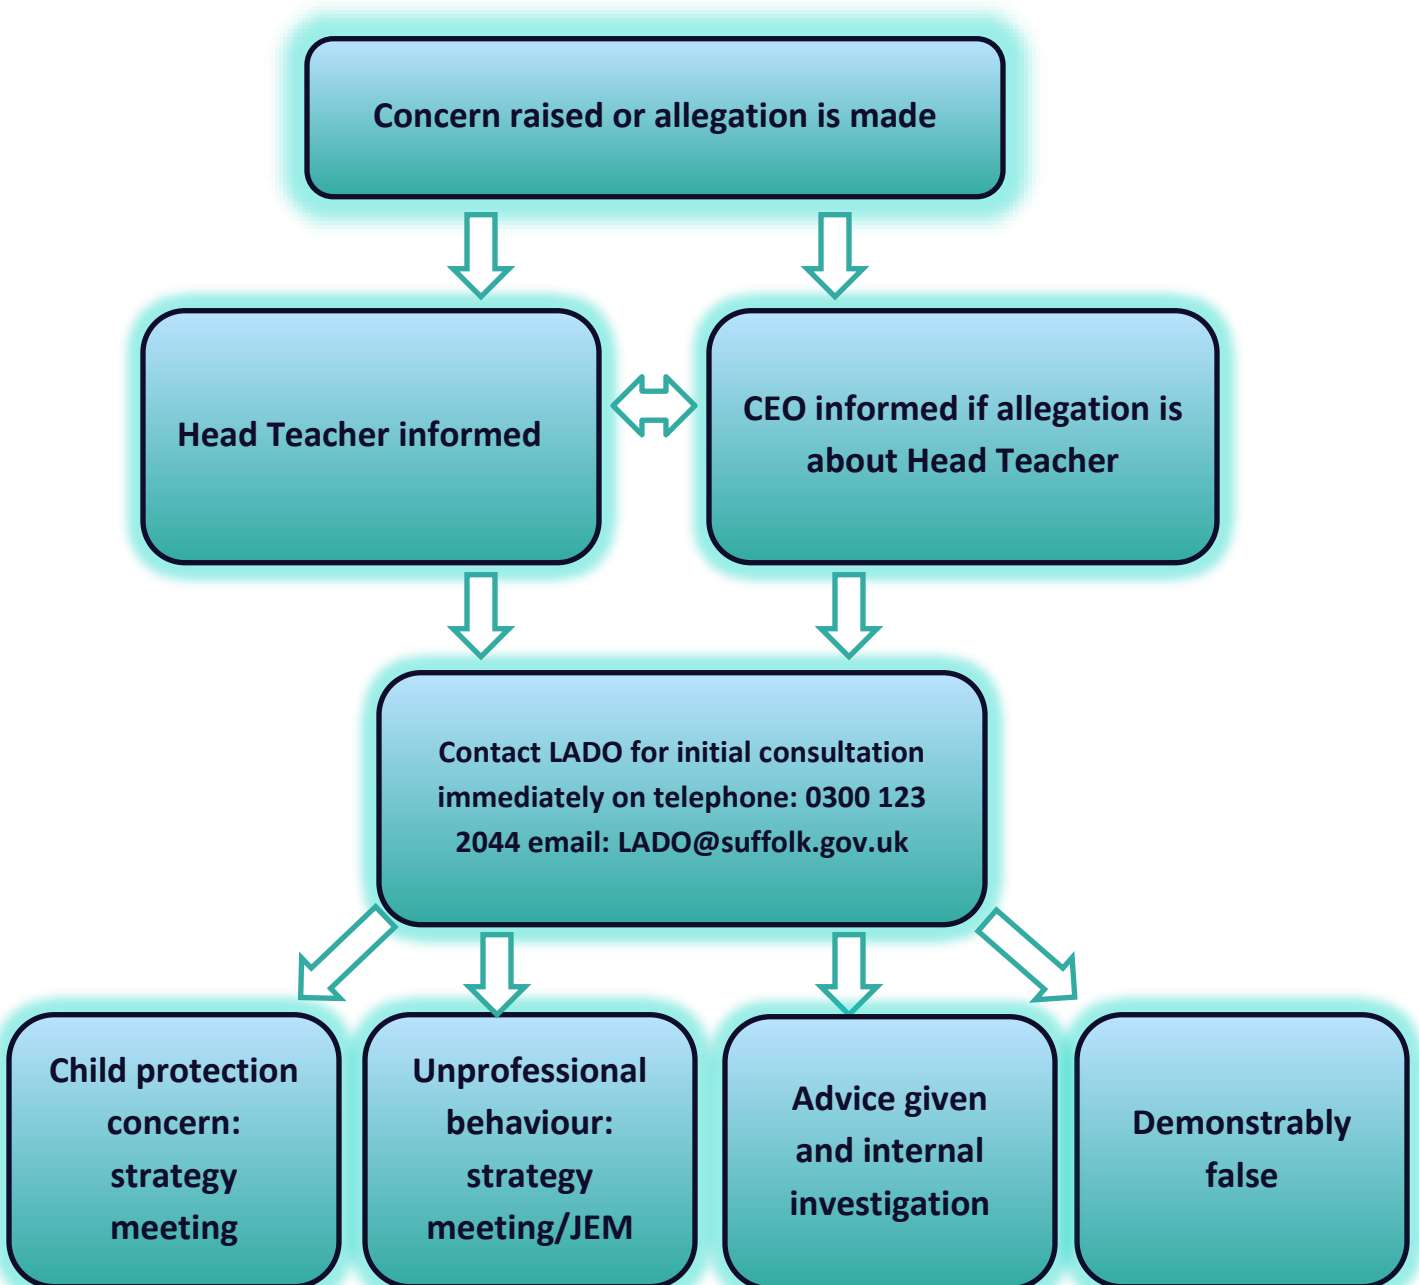 Concern raised or allegation is made
Head Teacher informed
CEO informed if allegation is
about Head Teacher
Contact LADO for initial consultation
immediately on telephone: 0300 123
2044 email: LADO@suffolk.gov.uk
Child protection
concern:
strategy
meeting
Unprofessional
behaviour:
strategy
meeting/JEM
Advice given
and internal
investigation
Demonstrably
false